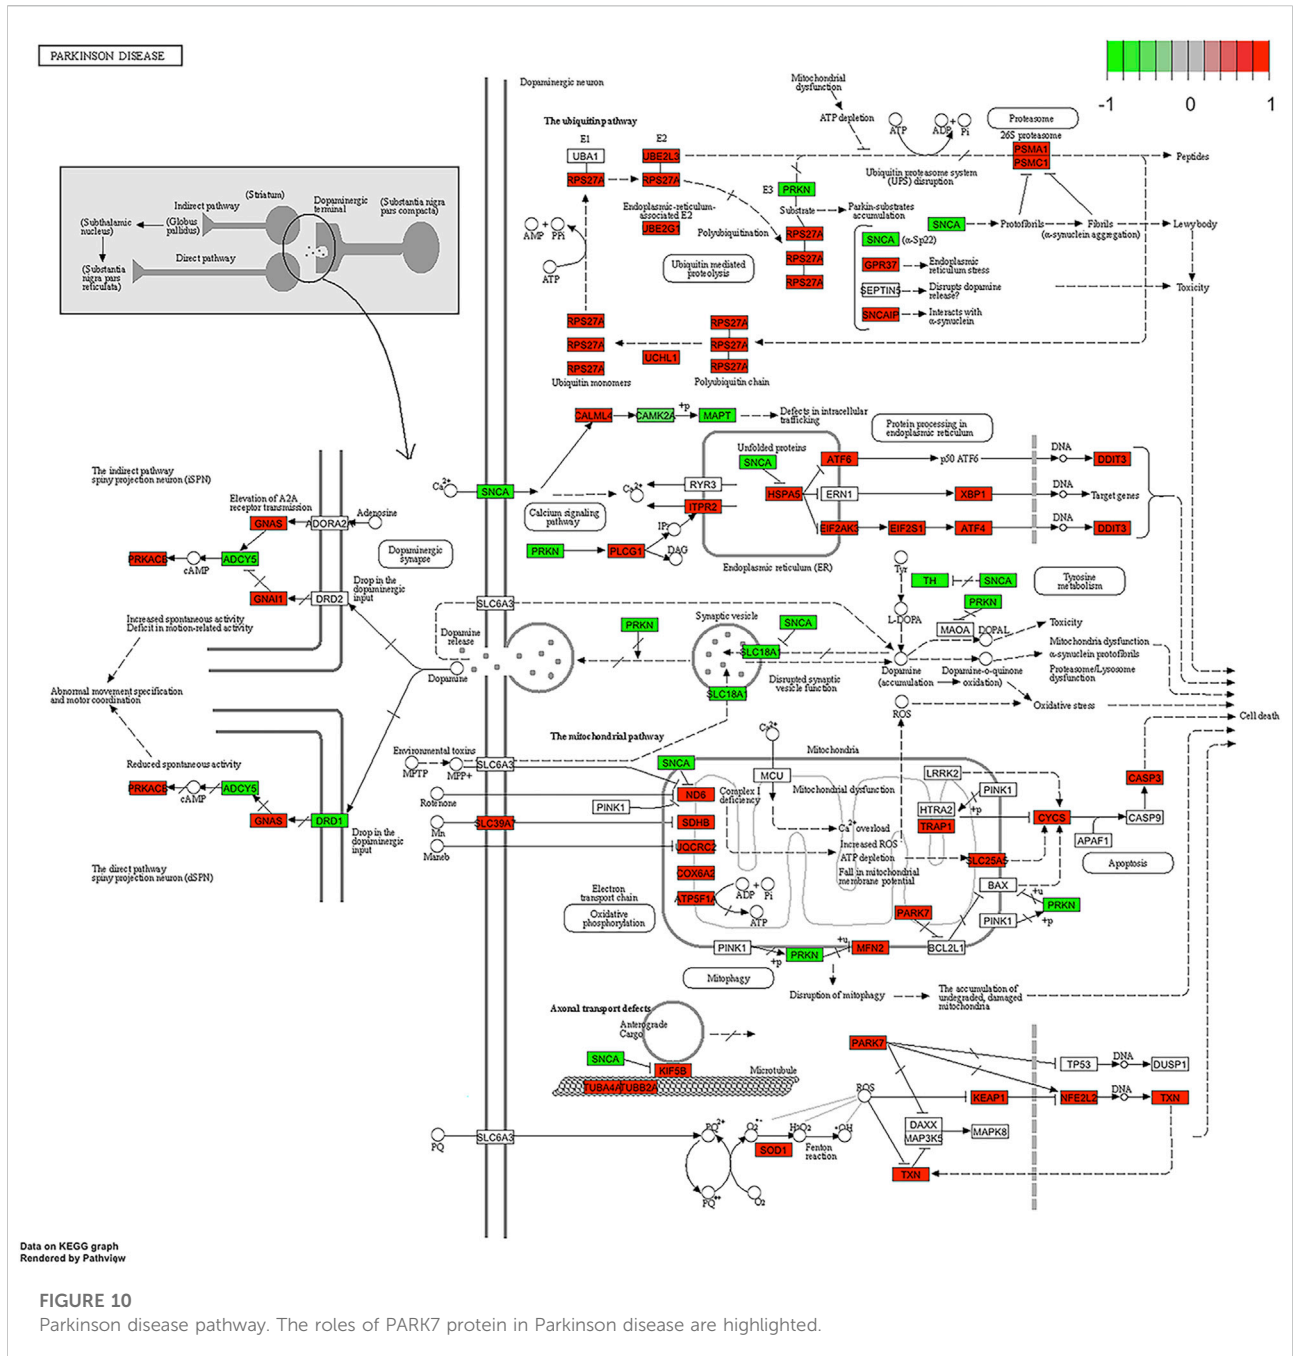 PARKINSON DISEASE
-1
0
1
Dopaminergic neuron
Mitochondrial
dysfunction
ATP depletion
The ubiquitin pathway
E1
UBA1
RPS27A
E2
UBE2L3
RPS27A
Endoplasmic-reticulum-
associated E2
UBE2G1
ATP
ADP
+
Pi
Proteasome
26S proteasome
PSMA1
PSMC1
Peptides
Ubiquitin proteasome system
(UPS) disruption
E3
PRKN
Substrate
Parkin-substrates
accumulation
Polyubiquitination
RPS27A
RPS27A
RPS27A
Ubiquitin mediated
proteolysis
AMP
+
PPi
ATP
SNCA
(α-Sp22)
GPR37
Endoplasmic
reticulum stress
SEPTIN5
Disrupts dopamine
release?
SNCAIP
Interacts with
α-synuclein
SNCA
Protofibrils
Fibrils
(α-synuclein aggregation)
Lewy body
Toxicity
RPS27A
RPS27A
RPS27A
Ubiquitin monomers
UCHL1
RPS27A
RPS27A
RPS27A
Polyubiquitin chain
Indirect pathway
(Striatum)
Dopaminergic
terminal
(Substantia nigra
pars compacta)
(Subthalamic
nucleus)
(Globus
pallidus)
Direct pathway
(Substantia
nigra pars
reticulata)
CALML4
CAMK2A
+p
MAPT
Defects in intracellular
trafficking
Protein processing in
endoplasmic reticulum
Ca2+
SNCA
Ca2+
Calcium signaling
pathway
RYR3
ITPR2
IP3
DAG
PRKN
PLCG1
Unfolded proteins
SNCA
HSPA5
Endoplasmic reticulum (ER)
ATF6
p50 ATF6
DNA
DDIT3
ERN1
XBP1
DNA
Target genes
EIF2AK3
EIF2S1
ATF4
DNA
DDIT3
The indirect pathway
spiny projection neuron (iSPN)
Elevation of A2A
receptor transmission
GNAS
ADORA2A
Adenosine
PRKACB
cAMP
ADCY5
Dopaminergic
synapse
GNAI1
DRD2
Drop in the
dopaminergic
input
Increased spontaneous activity
Deficit in motion-related activity
Abnormal movement specification
and motor coordination
Reduced spontaneous activity
PRKACB
cAMP
ADCY5
GNAS
DRD1
Drop in the
dopaminergic
input
The direct pathway
spiny projection neuron (dSPN)
SLC6A3
Dopamine
release
Dopamine
PRKN
Synaptic vesicle
SNCA
SLC18A1
SLC18A1
Disrupted synaptic
vesicle function
Tyr
TH
SNCA
Tyrosine
metabolism
PRKN
L-DOPA
MAOA
DOPAL
Toxicity
Dopamine
(accumulation
Dopamine-o-quinone
oxidation)
Mitochondria dysfunction
α-synuclein protofibrils
Proteasome/Lysosome
dysfunction
ROS
Oxidative stress
Cell death
The mitochondrial pathway
Environmental toxins
MPTP
MPP+
SLC6A3
Rotenone
Mn
Maneb
SLC39A7
SNCA
PINK1
ND6
Complex I
deficiency
SDHB
UQCRC2
COX6A2
ATP5F1A
ADP
+
Pi
ATP
Electron
transport chain
Oxidative
phosphorylation
Ca2+
MCU
Mitochondria
Mitochondrial dysfunction
Ca2+ overload
Increased ROS
ATP depletion
Fall in mitochondrial
membrane potential
LRRK2
HTRA2
TRAP1
PINK1
+p
CYCS
CASP3
CASP9
APAF1
Apoptosis
SLC25A5
BAX
+u
PRKN
PINK1
+p
PARK7
BCL2L1
PINK1
+p
PRKN
+u
MFN2
Mitophagy
Disruption of mitophagy
The accumulation of
undegraded, damaged
mitochondria
Axonal transport defects
Anterograde
Cargo
SNCA
KIF5B
TUBA4A
TUBB2A
Microtubule
PARK7
TP53
DNA
DUSP1
ROS
KEAP1
NFE2L2
DNA
TXN
DAXX
MAP3K5
MAPK8
TXN
PQ
SLC6A3
PQ2+
O2•-
H2O2
•OH
SOD1
Fenton
reaction
PQ•+
O2
Data on KEGG graph
Rendered by Pathview
FIGURE 10
Parkinson disease pathway. The roles of PARK7 protein in Parkinson disease are highlighted.